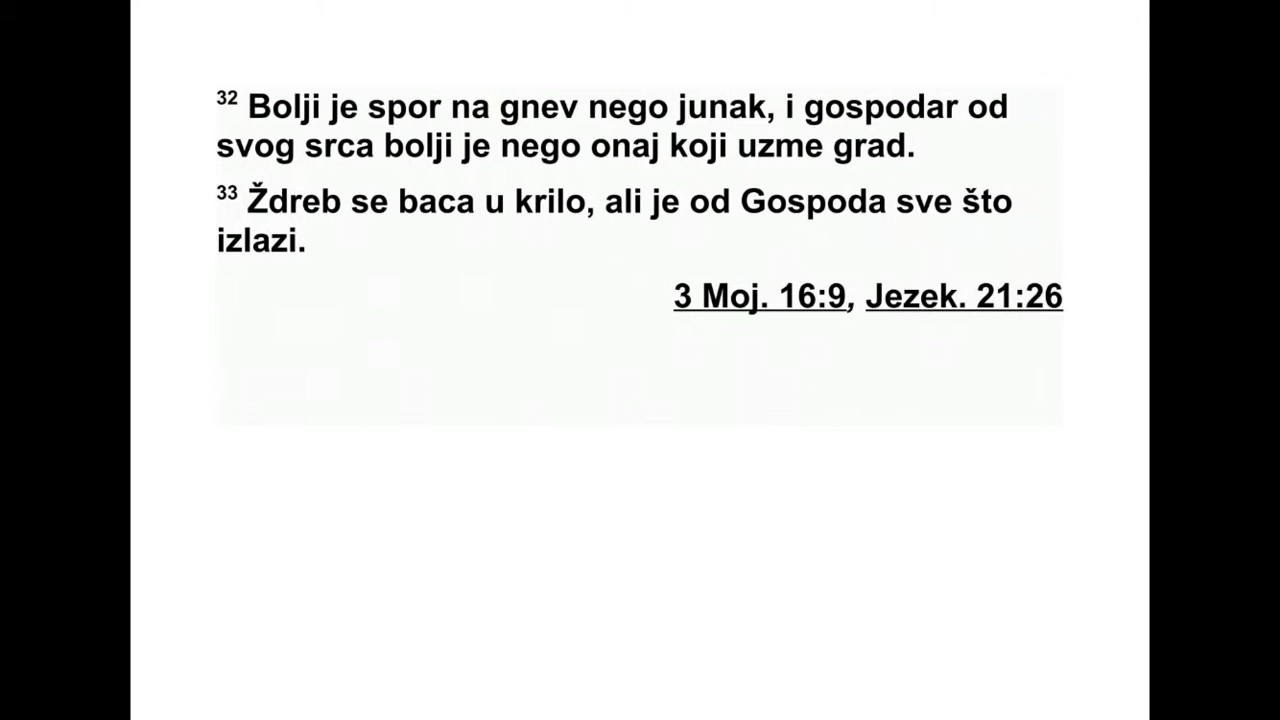 32 Bolji je spor na gnev nego junak, i gospodar od
svog srca bolji je nego onaj koji uzme grad.
33 Ždreb se baca u krilo, ali je od Gospoda sve što
izlazi.
3 Moj. 16:9, Jezek. 21:26